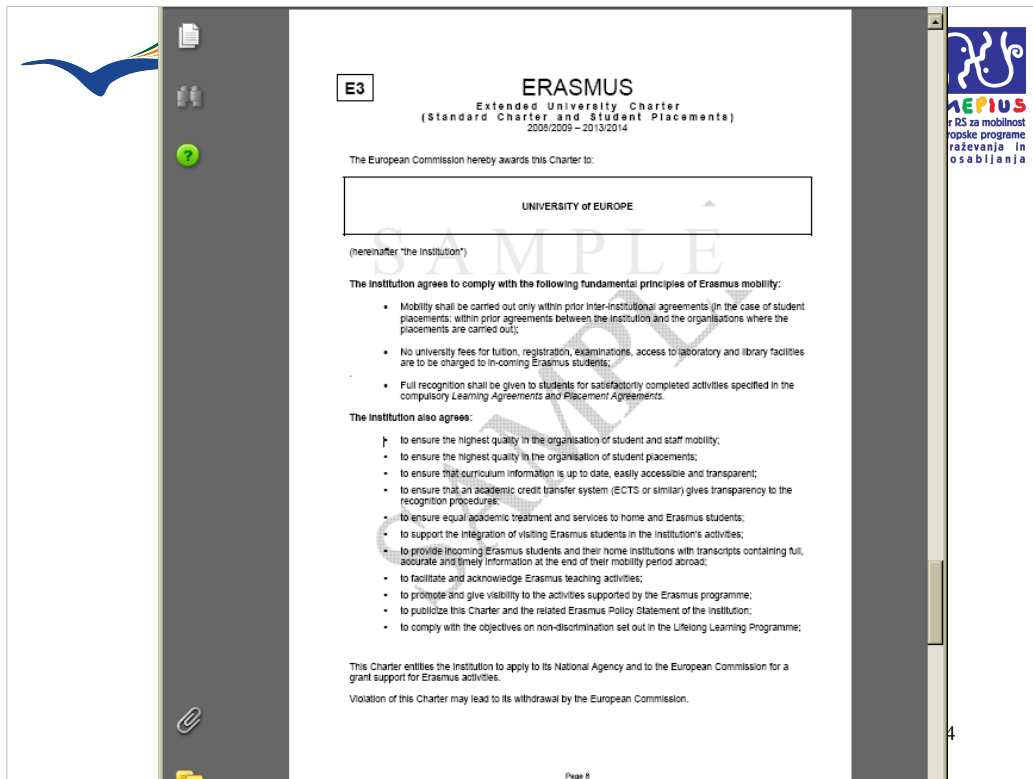 E3
ERASMUS
Extended University Charter
(Standard Charter and Student Placements)
2008/2009 – 2013/2014
The European Commission hereby awards this Charter to:
UNIVERSITY of EUROPE
SAMPLE
(hereinafter "the Institution")
The Institution agrees to comply with the following fundamental principles of Erasmus mobility:
• Mobility shall be carried out only within prior inter-institutional agreements (in the case of student
placements: within prior agreements between the Institution and the organisations where the
placements are carried out);
• No university fees for tuition, registration, examinations, access to laboratory and library facilities
are to be charged to in-coming Erasmus students;
• Full recognition shall be given to students for satisfactorily completed activities specified in the
compulsory Learning Agreements and Placement Agreements.
The Institution also agrees:
• to ensure the highest quality in the organisation of student and staff mobility;
• to ensure the highest quality in the organisation of student placements;
• to ensure that curriculum information is up to date, easily accessible and transparent;
• to ensure that an academic credit transfer system (ECTS or similar) gives transparency to the
recognition procedures;
• to ensure equal academic treatment and services to home and Erasmus students;
• to support the integration of visiting Erasmus students in the Institution's activities;
• to provide incoming Erasmus students and their home Institutions with transcripts containing full,
accurate and timely information at the end of their mobility period abroad;
• to facilitate and acknowledge Erasmus teaching activities;
• to promote and give visibility to the activities supported by the Erasmus programme;
• to publicize this Charter and the related Erasmus Policy Statement of the Institution;
• to comply with the objectives on non-discrimination set out in the Lifelong Learning Programme;
SAMPLE
This Charter entitles the Institution to apply to its National Agency and to the European Commission for a
grant support for Erasmus activities.
Violation of this Charter may lead to its withdrawal by the European Commission.
Page 8
MEPIUS
r RS za mobilnost
ropske programe
raževanja in
osabljanja
4